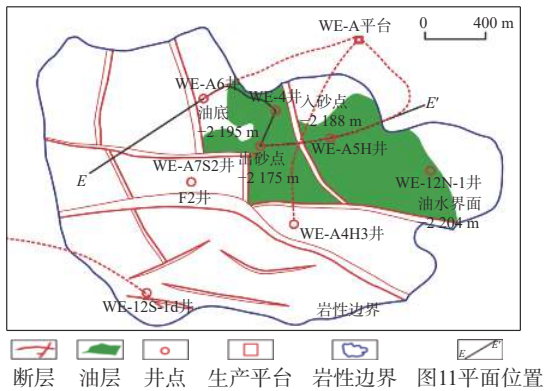 WE-A平台
0 400 m
WE-A6井
油底
−2 195 m
WE-4井
入砂点
−2 188 m
E′
WE-A5H井
出砂点
−2 175 m
WE-A7S2井
E
F2井
WE-12N-1井
油水界面
−2 204 m
WE-A4H3井
WE-12S-1d井
岩性边界
E E′
断层 油层 井点 生产平台 岩性边界 图11平面位置